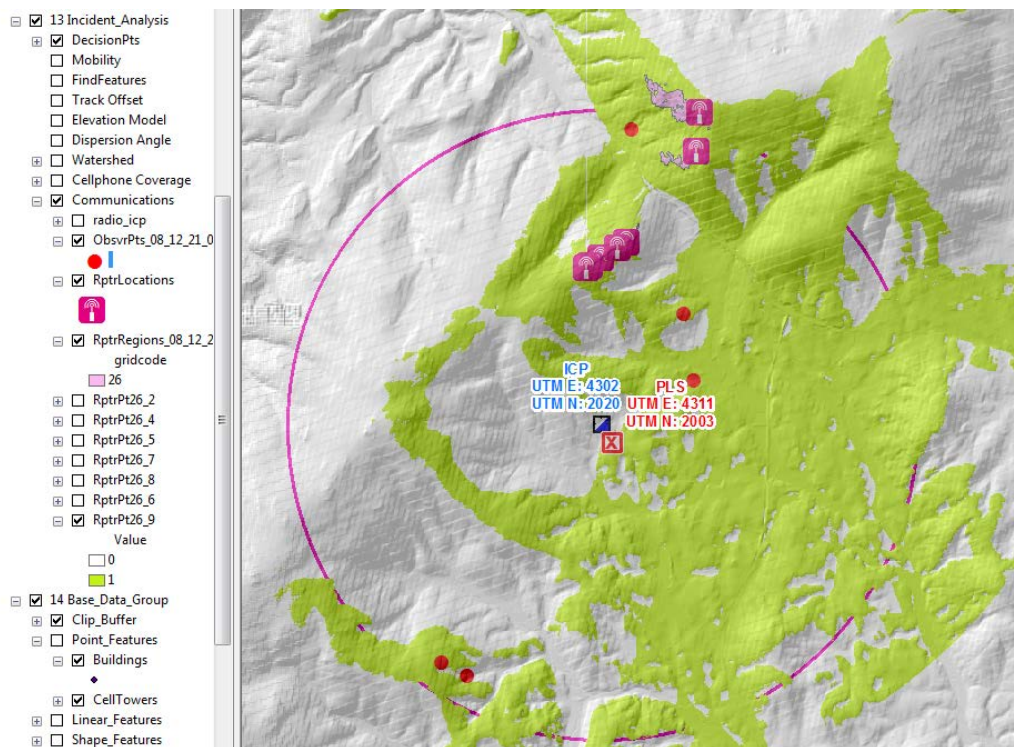 13 Incident_Analysis
DecisionPts
Mobility
FindFeatures
Track Offset
Elevation Model
Dispersion Angle
Watershed
Cellphone Coverage
Communications
radio_icp
ObsvrPts_08_12_21_0
RptrLocations
RptrRegions_08_12_2
gridcode
26
RptrPt26_2
RptrPt26_4
RptrPt26_5
RptrPt26_7
RptrPt26_8
RptrPt26_6
RptrPt26_9
Value
0
1
14 Base_Data_Group
Clip_Buffer
Point_Features
Buildings
CellTowers
Linear_Features
Shape_Features
ICP
UTM E: 4302
UTM N: 2020
PLS
UTM E: 4311
UTM N: 2003
X